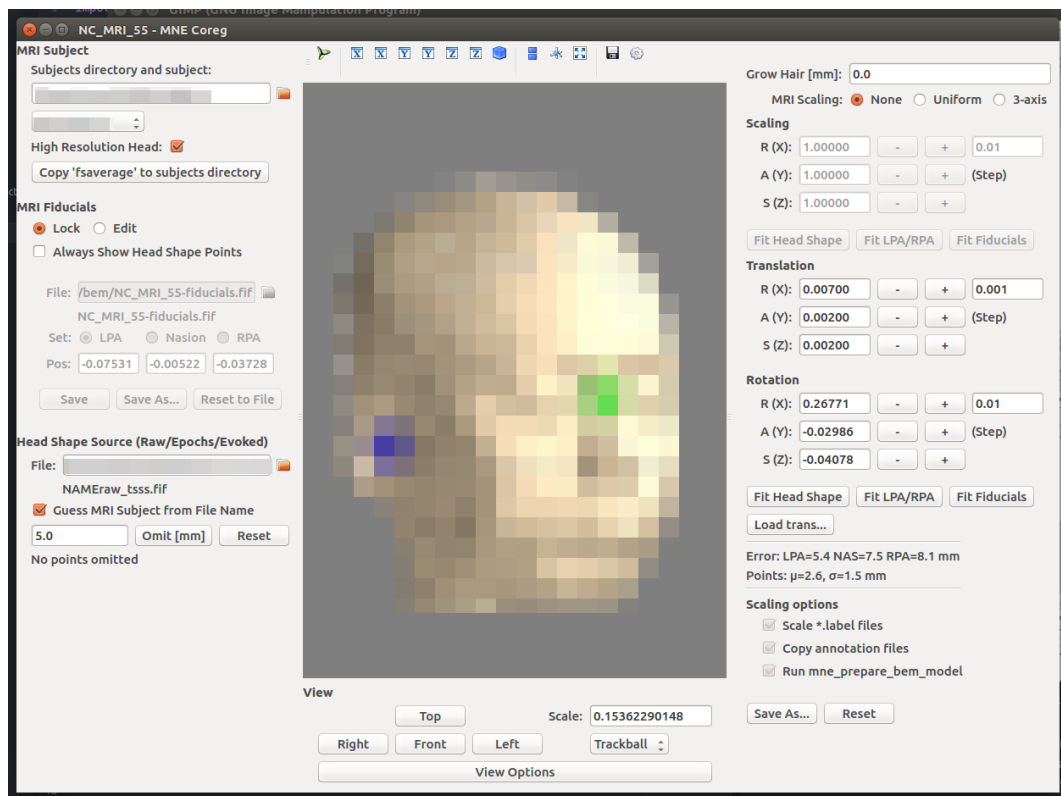 GIMP (GNU Image Manipulation Program)
NC_MRI_55 - MNE Coreg
MRI Subject
Subjects directory and subject:
High Resolution Head:
Copy 'fsaverage' to subjects directory
MRI Fiducials
Lock Edit
Always Show Head Shape Points
File: /bem/NC_MRI_55-fiducials.fif
NC_MRI_55-fiducials.fif
Set: LPA Nasion RPA
Pos: -0.07531 -0.00522 -0.03728
Save Save As... Reset to File
Head Shape Source (Raw/Epochs/Evoked)
File:
NAMEraw_tsss.fif
Guess MRI Subject from File Name
5.0 Omit [mm] Reset
No points omitted
X X Y Y Z Z
View
Top Scale: 0.15362290148
Right Front Left Trackball
View Options
Grow Hair [mm]: 0.0
MRI Scaling: None Uniform 3-axis
Scaling
R (X): 1.00000 - + 0.01
A (Y): 1.00000 - + (Step)
S (Z): 1.00000 - +
Fit Head Shape Fit LPA/RPA Fit Fiducials
Translation
R (X): 0.00700 - + 0.001
A (Y): 0.00200 - + (Step)
S (Z): 0.00200 - +
Rotation
R (X): 0.26771 - + 0.01
A (Y): -0.02986 - + (Step)
S (Z): -0.04078 - +
Fit Head Shape Fit LPA/RPA Fit Fiducials
Load trans...
Error: LPA=5.4 NAS=7.5 RPA=8.1 mm
Points: μ=2.6, σ=1.5 mm
Scaling options
Scale *.label files
Copy annotation files
Run mne_prepare_bem_model
Save As... Reset